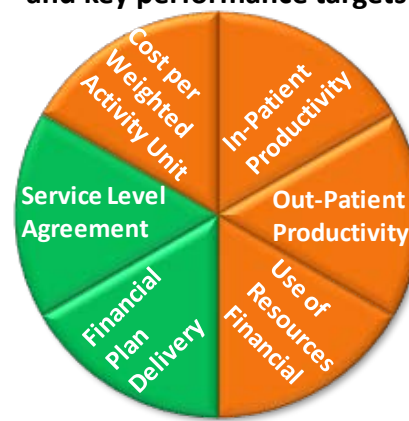 and key performance targets
Cost per
Weighted
Activity Unit
In-Patient
Productivity
Service Level
Agreement
Out-Patient
Productivity
Financial
Plan
Delivery
Use of
Resources
Financial